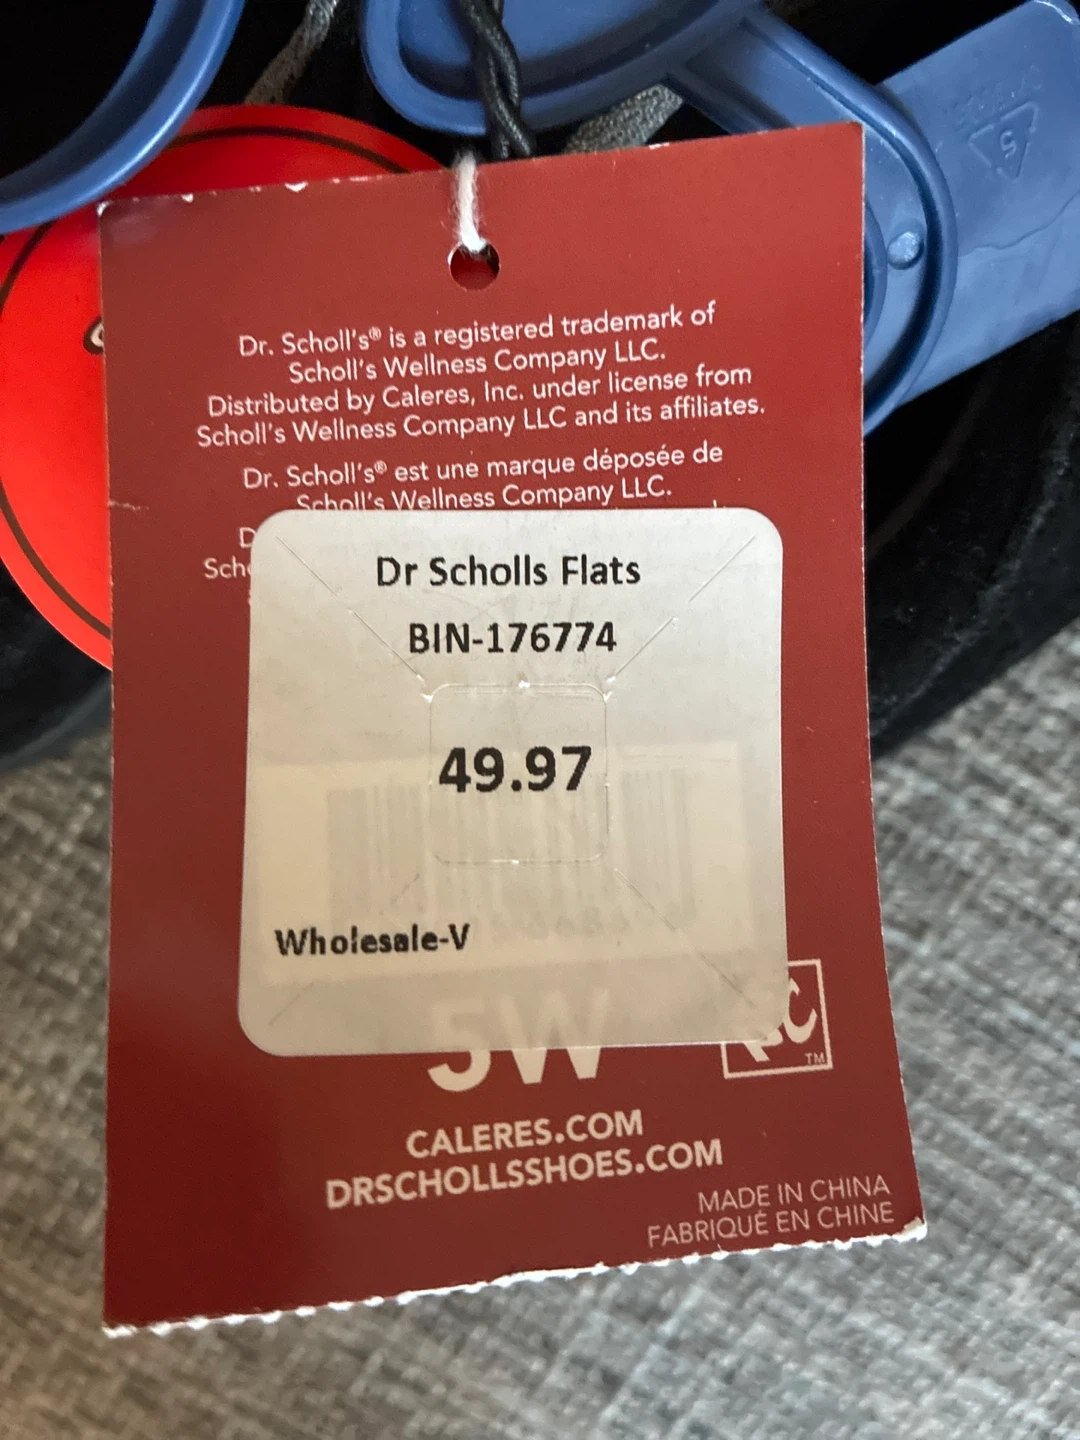 Dr. Scholl's® is a registered trademark of
Scholl's Wellness Company LLC.
Distributed by Caleres, Inc. under license from
Scholl's Wellness Company LLC and its affiliates.
Dr. Scholl's® est une marque déposée de
Scholl's Wellness Company LLC.
Dr Scholls Flats
BIN-176774
49.97
Wholesale-V
5W
TM
CALERES.COM
DRSCHOLLSSHOES.COM
MADE IN CHINA
FABRIQUÉ EN CHINE
5